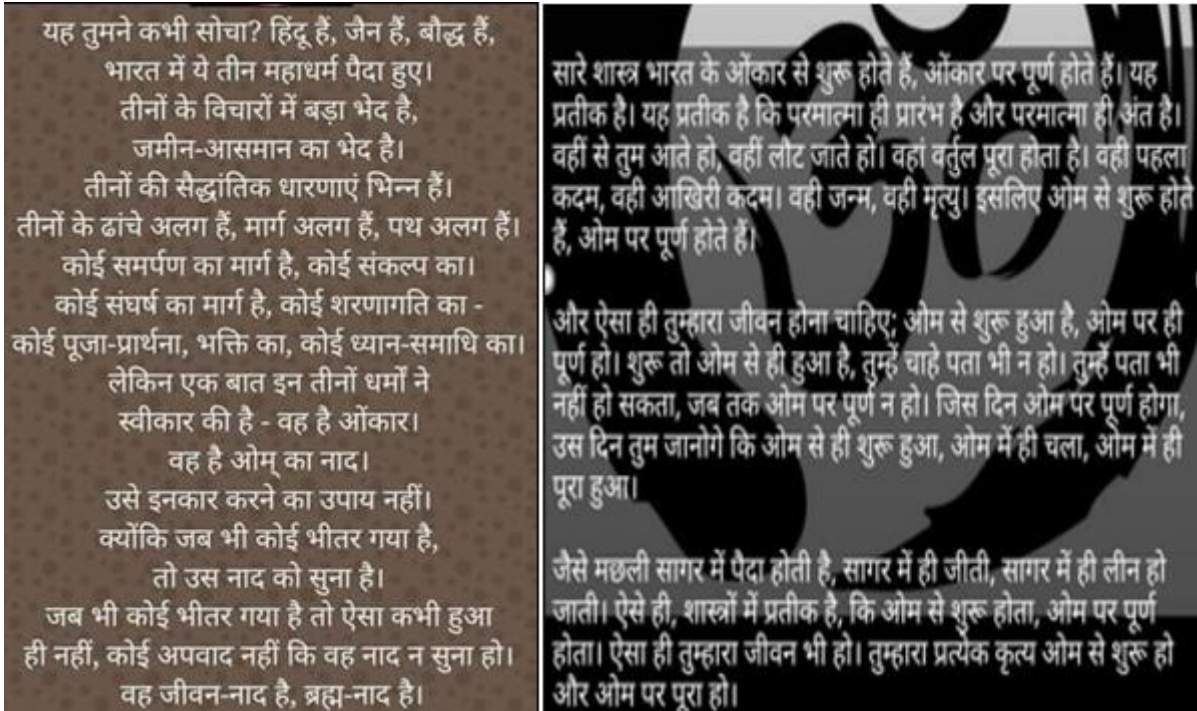 यह तुमने कभी सोचा? हिंदू हैं, जैन हैं, बौद्ध हैं,
भारत में ये तीन महाधर्म पैदा हुए।
तीनों के विचारों में बड़ा भेद है,
जमीन-आसमान का भेद है।
तीनों की सैद्धांतिक धारणाएं भिन्न हैं।
तीनों के ढांचे अलग हैं, मार्ग अलग हैं, पथ अलग हैं।
कोई समर्पण का मार्ग है, कोई संकल्प का।
कोई संघर्ष का मार्ग है, कोई शरणागति का -
कोई पूजा-प्रार्थना, भक्ति का, कोई ध्यान-समाधि का।
लेकिन एक बात इन तीनों धर्मों ने
स्वीकार की है - वह है ओंकार।
वह है ओम् का नाद।
उसे इनकार करने का उपाय नहीं।
क्योंकि जब भी कोई भीतर गया है,
तो उस नाद को सुना है।
जब भी कोई भीतर गया है तो ऐसा कभी हुआ
ही नहीं, कोई अपवाद नहीं कि वह नाद न सुना हो।
वह जीवन-नाद है, ब्रह्म-नाद है।
सारे शास्त्र भारत के ओंकार से शुरू होते हैं, ओंकार पर पूर्ण होते हैं। यह
प्रतीक है। यह प्रतीक है कि परमात्मा ही प्रारंभ है और परमात्मा ही अंत है।
वहीं से तुम आते हो, वहीं लौट जाते हो। वहां वर्तुल पूरा होता है। वही पहला
कदम, वही आखिरी कदम। वही जन्म, वही मृत्यु। इसलिए ओम से शुरू होते
हैं, ओम पर पूर्ण होते हैं।
और ऐसा ही तुम्हारा जीवन होना चाहिए; ओम से शुरू हुआ है, ओम पर ही
पूर्ण हो। शुरू तो ओम से ही हुआ है, तुम्हें चाहे पता भी न हो। तुम्हें पता भी
नहीं हो सकता, जब तक ओम पर पूर्ण न हो। जिस दिन ओम पर पूर्ण होगा,
उस दिन तुम जानोगे कि ओम से ही शुरू हुआ, ओम में ही चला, ओम में ही
पूरा हुआ।
जैसे मछली सागर में पैदा होती है, सागर में ही जीती, सागर में ही लीन हो
जाती। ऐसे ही, शास्त्रों में प्रतीक है, कि ओम से शुरू होता, ओम पर पूर्ण
होता। ऐसा ही तुम्हारा जीवन भी हो। तुम्हारा प्रत्येक कृत्य ओम से शुरू हो
और ओम पर पूरा हो।